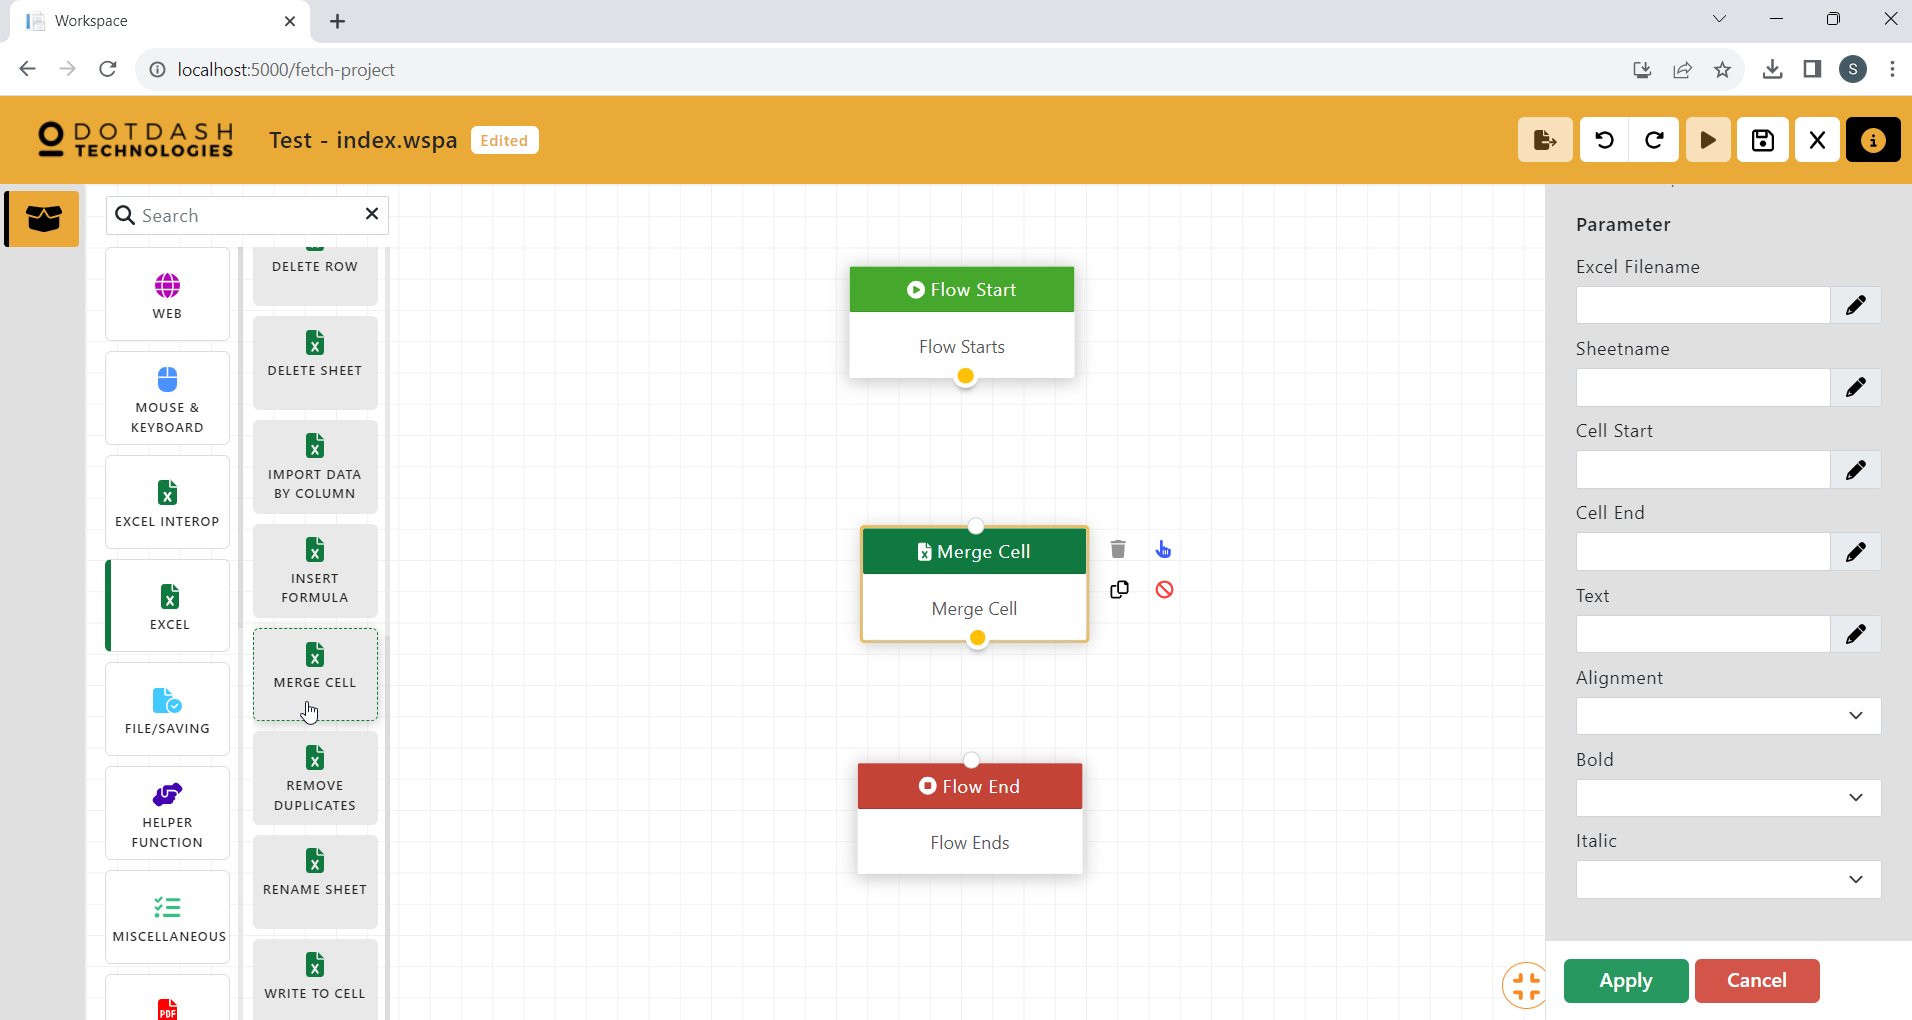 Workspace
localhost:5000/fetch-project
S
DOTDASH
TECHNOLOGIES
Test - index.wspa
Edited
Search
WEB
MOUSE &
KEYBOARD
EXCEL INTEROP
EXCEL
FILE/SAVING
HELPER
FUNCTION
MISCELLANEOUS
PDF
DELETE ROW
DELETE SHEET
IMPORT DATA
BY COLUMN
INSERT
FORMULA
MERGE CELL
REMOVE
DUPLICATES
RENAME SHEET
WRITE TO CELL
Flow Start
Flow Starts
Merge Cell
Merge Cell
Flow End
Flow Ends
Parameter
Excel Filename
Sheetname
Cell Start
Cell End
Text
Alignment
Bold
Italic
Apply
Cancel